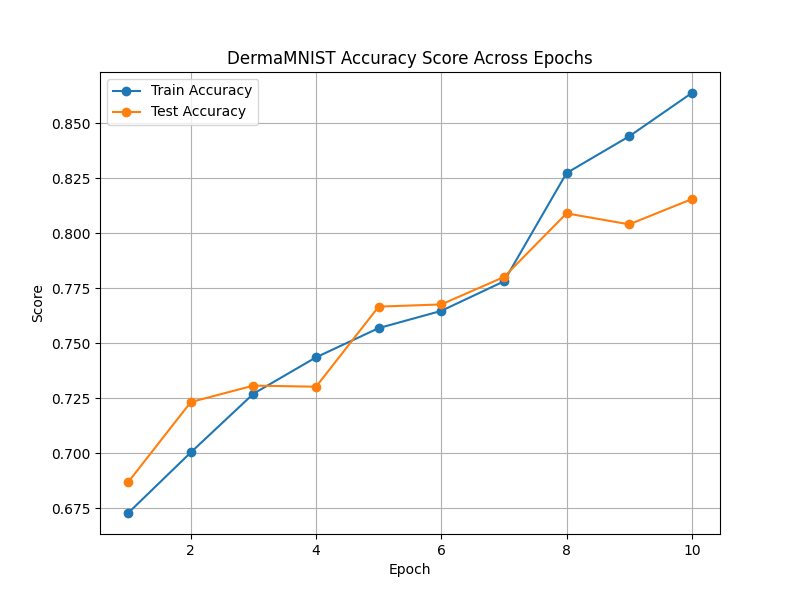 DermaMNIST Accuracy Score Across Epochs
Train Accuracy
Test Accuracy
0.850
0.825
0.800
0.775
0.750
0.725
0.700
0.675
Score
2 4 6 8 10
Epoch